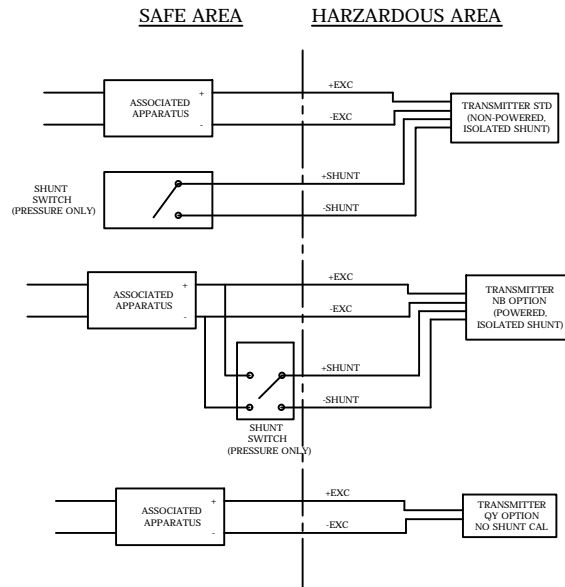 SAFE AREA
HARZARDOUS AREA
ASSOCIATED
APPARATUS
+
-
+EXC
-EXC
TRANSMITTER STD
(NON-POWERED,
ISOLATED SHUNT)
SHUNT
SWITCH
(PRESSURE ONLY)
+SHUNT
-SHUNT
ASSOCIATED
APPARATUS
+
-
+EXC
-EXC
TRANSMITTER
NB OPTION
(POWERED,
ISOLATED SHUNT)
+SHUNT
-SHUNT
SHUNT
SWITCH
(PRESSURE ONLY)
ASSOCIATED
APPARATUS
+
-
+EXC
-EXC
TRANSMITTER
QY OPTION
NO SHUNT CAL